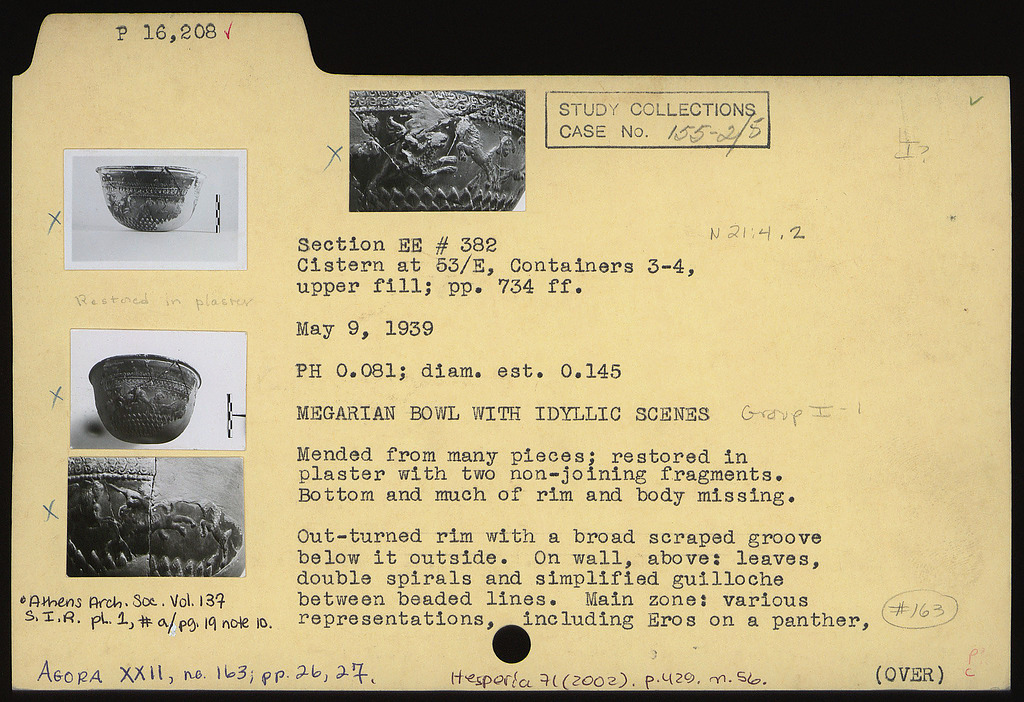 P 16,208 ✓
STUDY COLLECTIONS
CASE No. 155-2/5
I?
N 21:4.2
Section EE # 382
Cistern at 53/E, Containers 3-4,
upper fill; pp. 734 ff.
Restored in plaster
May 9, 1939
PH 0.081; diam. est. 0.145
MEGARIAN BOWL WITH IDYLLIC SCENES Group I-1
Mended from many pieces; restored in
plaster with two non-joining fragments.
Bottom and much of rim and body missing.
Out-turned rim with a broad scraped groove
below it outside. On wall, above: leaves,
double spirals and simplified guilloche
between beaded lines. Main zone: various
representations, including Eros on a panther,
#163
Athens Arch. Soc. Vol. 137
S.I.R. pl. 1, # a/pg. 19 note 10.
AGORA XXII, no. 163; pp. 26, 27.
Hesperia 71 (2002). p. 429. n. 56.
(OVER)
P
C